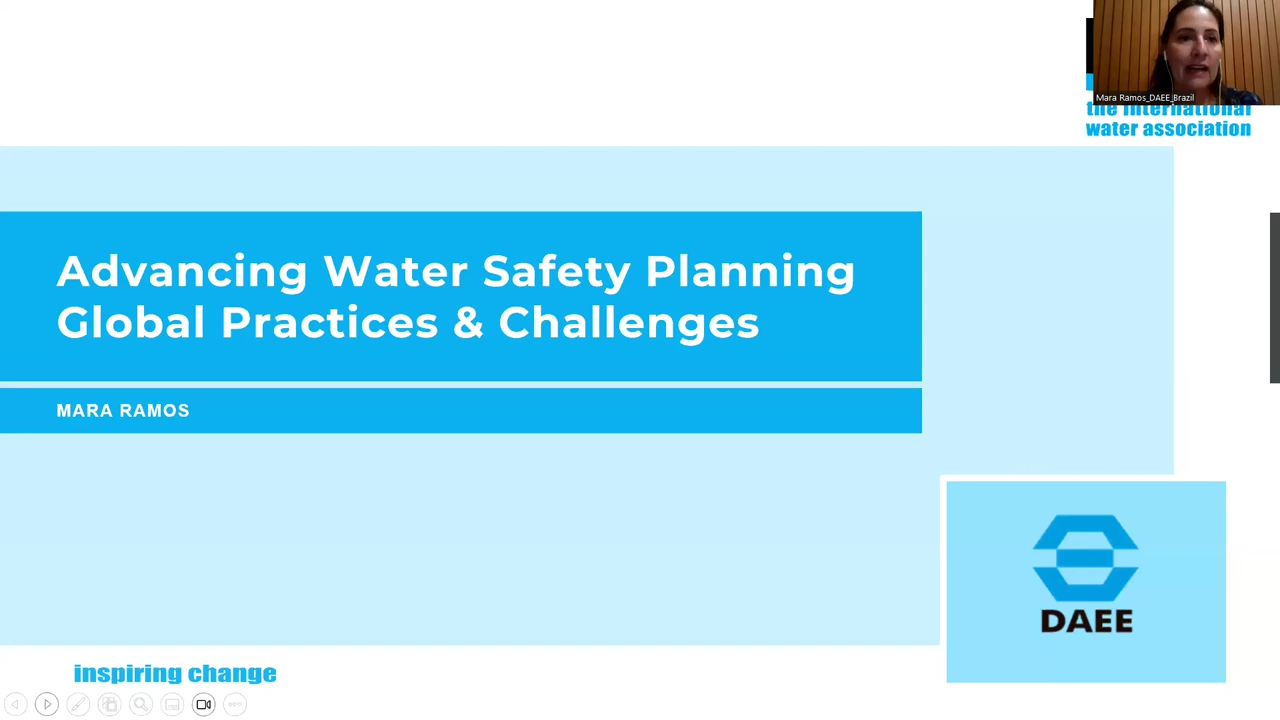 Mara Ramos_DAEE_Brazil
the international
water association
Advancing Water Safety Planning
Global Practices & Challenges
MARA RAMOS
DAEE
inspiring change